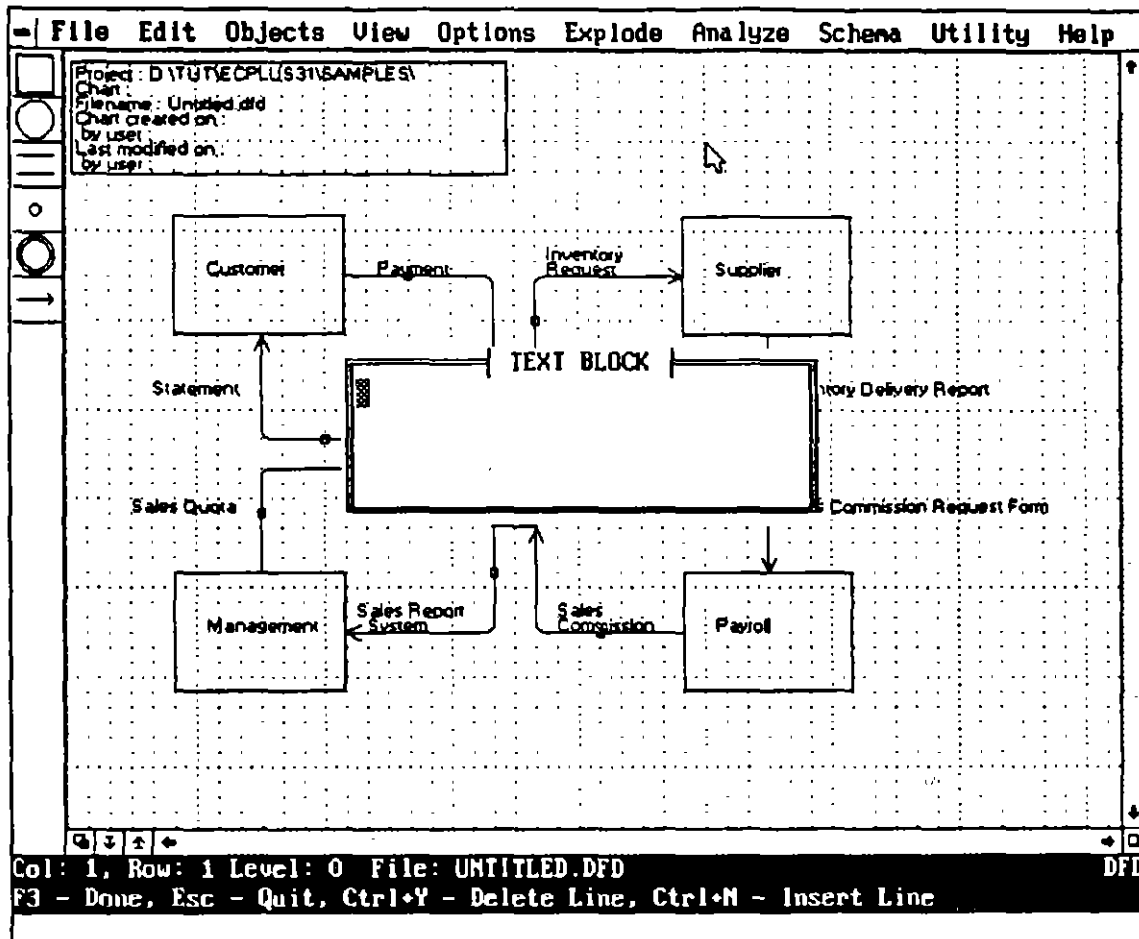 File Edit Objects View Options Explode Analyze Schema Utility Help
Project : D:\TUT\ECPLUS31\SAMPLES\
Chart :
Filename : Untitled.dfd
Chart created on :
by user :
Last modified on :
by user :
Customer
Payment
Inventory
Request
Supplier
TEXT BLOCK
Statement
tory Delivery Report
Sales Quota
Commission Request Form
Management
Sales Report
System
Sales
Commission
Payroll
Col: 1, Row: 1 Level: 0 File: UNTITLED.DFD DFD
F3 - Done, Esc - Quit, Ctrl+Y - Delete Line, Ctrl+N - Insert Line